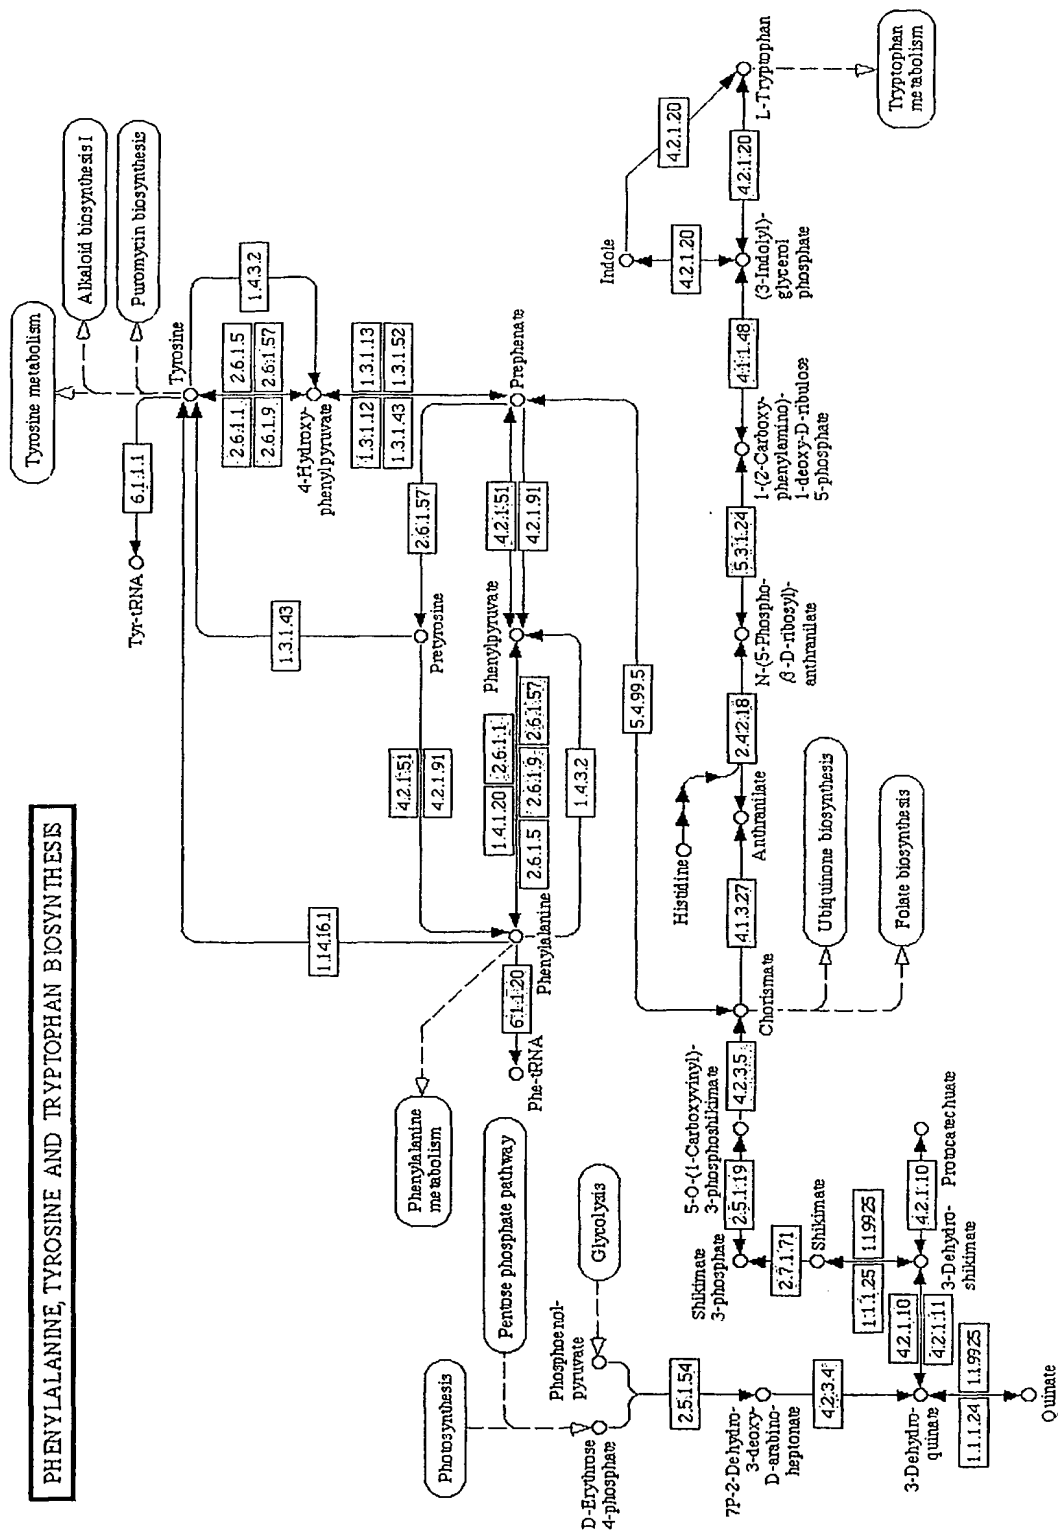 PHENYLALANINE, TYROSINE AND TRYPTOPHAN BIOSYNTHESIS
Tyrosine metabolism
Alkaloid biosynthesis I
Puromycin biosynthesis
Tyr-tRNA
6.1.1.1
Tyrosine
1.4.3.2
2.6.1.1
2.6.1.5
2.6.1.9
2.6.1.57
4-Hydroxy-
phenylpyruvate
1.3.1.12
1.3.1.13
1.3.1.43
1.3.1.52
1.14.16.1
1.3.1.43
Pretyrosine
2.6.1.57
Prephenate
4.2.1.51
4.2.1.91
Phenylpyruvate
4.2.1.51
4.2.1.91
1.4.1.20
2.6.1.1
2.6.1.5
2.6.1.9
2.6.1.57
1.4.3.2
Phenylalanine
6.1.1.20
Phe-tRNA
Phenylalanine
metabolism
5.4.99.5
Photosynthesis
Pentose phosphate pathway
Glycolysis
D-Erythrose
4-phosphate
Phosphoenol-
pyruvate
2.5.1.54
7P-2-Dehydro-
3-deoxy-
D-arabino-
heptonate
4.2.3.4
3-Dehydro-
quinate
1.1.1.24
1.1.99.25
Quinate
4.2.1.10
4.2.1.11
3-Dehydro-
shikimate
4.2.1.10
Protocatechuate
1.1.1.25
1.1.99.25
Shikimate
2.7.1.71
Shikimate
3-phosphate
2.5.1.19
5-O-(1-Carboxyvinyl)-
3-phosphoshikimate
4.2.3.5
Chorismate
Ubiquinone biosynthesis
Folate biosynthesis
4.1.3.27
Anthranilate
Histidine
2.4.2.18
N-(5-Phospho-
β-D-ribosyl)-
anthranilate
5.3.1.24
1-(2-Carboxy-
phenylamino)-
1-deoxy-D-ribulose
5-phosphate
4.1.1.48
(3-Indolyl)-
glycerol
phosphate
4.2.1.20
Indole
4.2.1.20
4.2.1.20
L-Tryptophan
Tryptophan
metabolism